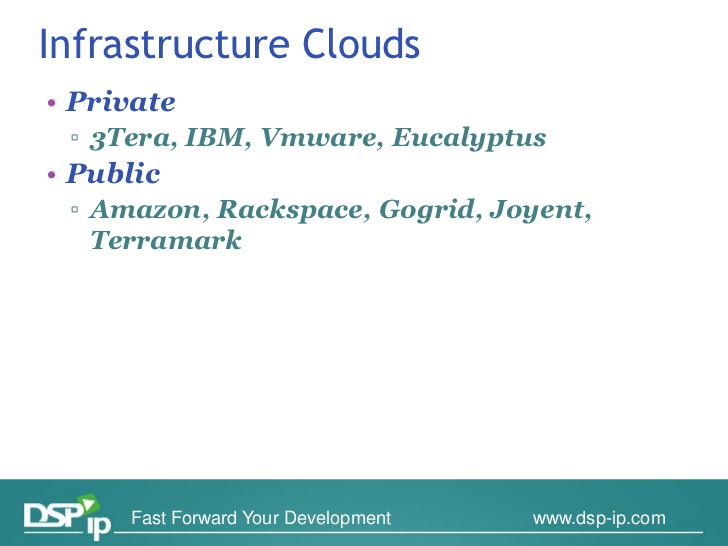 Infrastructure Clouds
• Private
▫ 3Tera, IBM, Vmware, Eucalyptus
• Public
▫ Amazon, Rackspace, Gogrid, Joyent,
Terramark
DSP ip
Fast Forward Your Development
www.dsp-ip.com